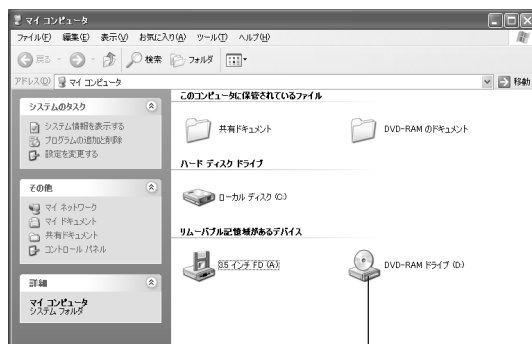 マイ コンピュータ
ファイル(F) 編集(E) 表示(V) お気に入り(A) ツール(T) ヘルプ(H)
戻る 検索 フォルダ
アドレス(D) マイ コンピュータ 移動
システムのタスク
システム情報を表示する
プログラムの追加と削除
設定を変更する
その他
マイ ネットワーク
マイ ドキュメント
共有ドキュメント
コントロール パネル
詳細
マイ コンピュータ
システム フォルダ
このコンピュータに保管されているファイル
共有ドキュメント DVD-RAM のドキュメント
ハード ディスク ドライブ
ローカル ディスク (C:)
リムーバブル記憶域があるデバイス
3.5 インチ FD (A:) DVD-RAM ドライブ (D:)